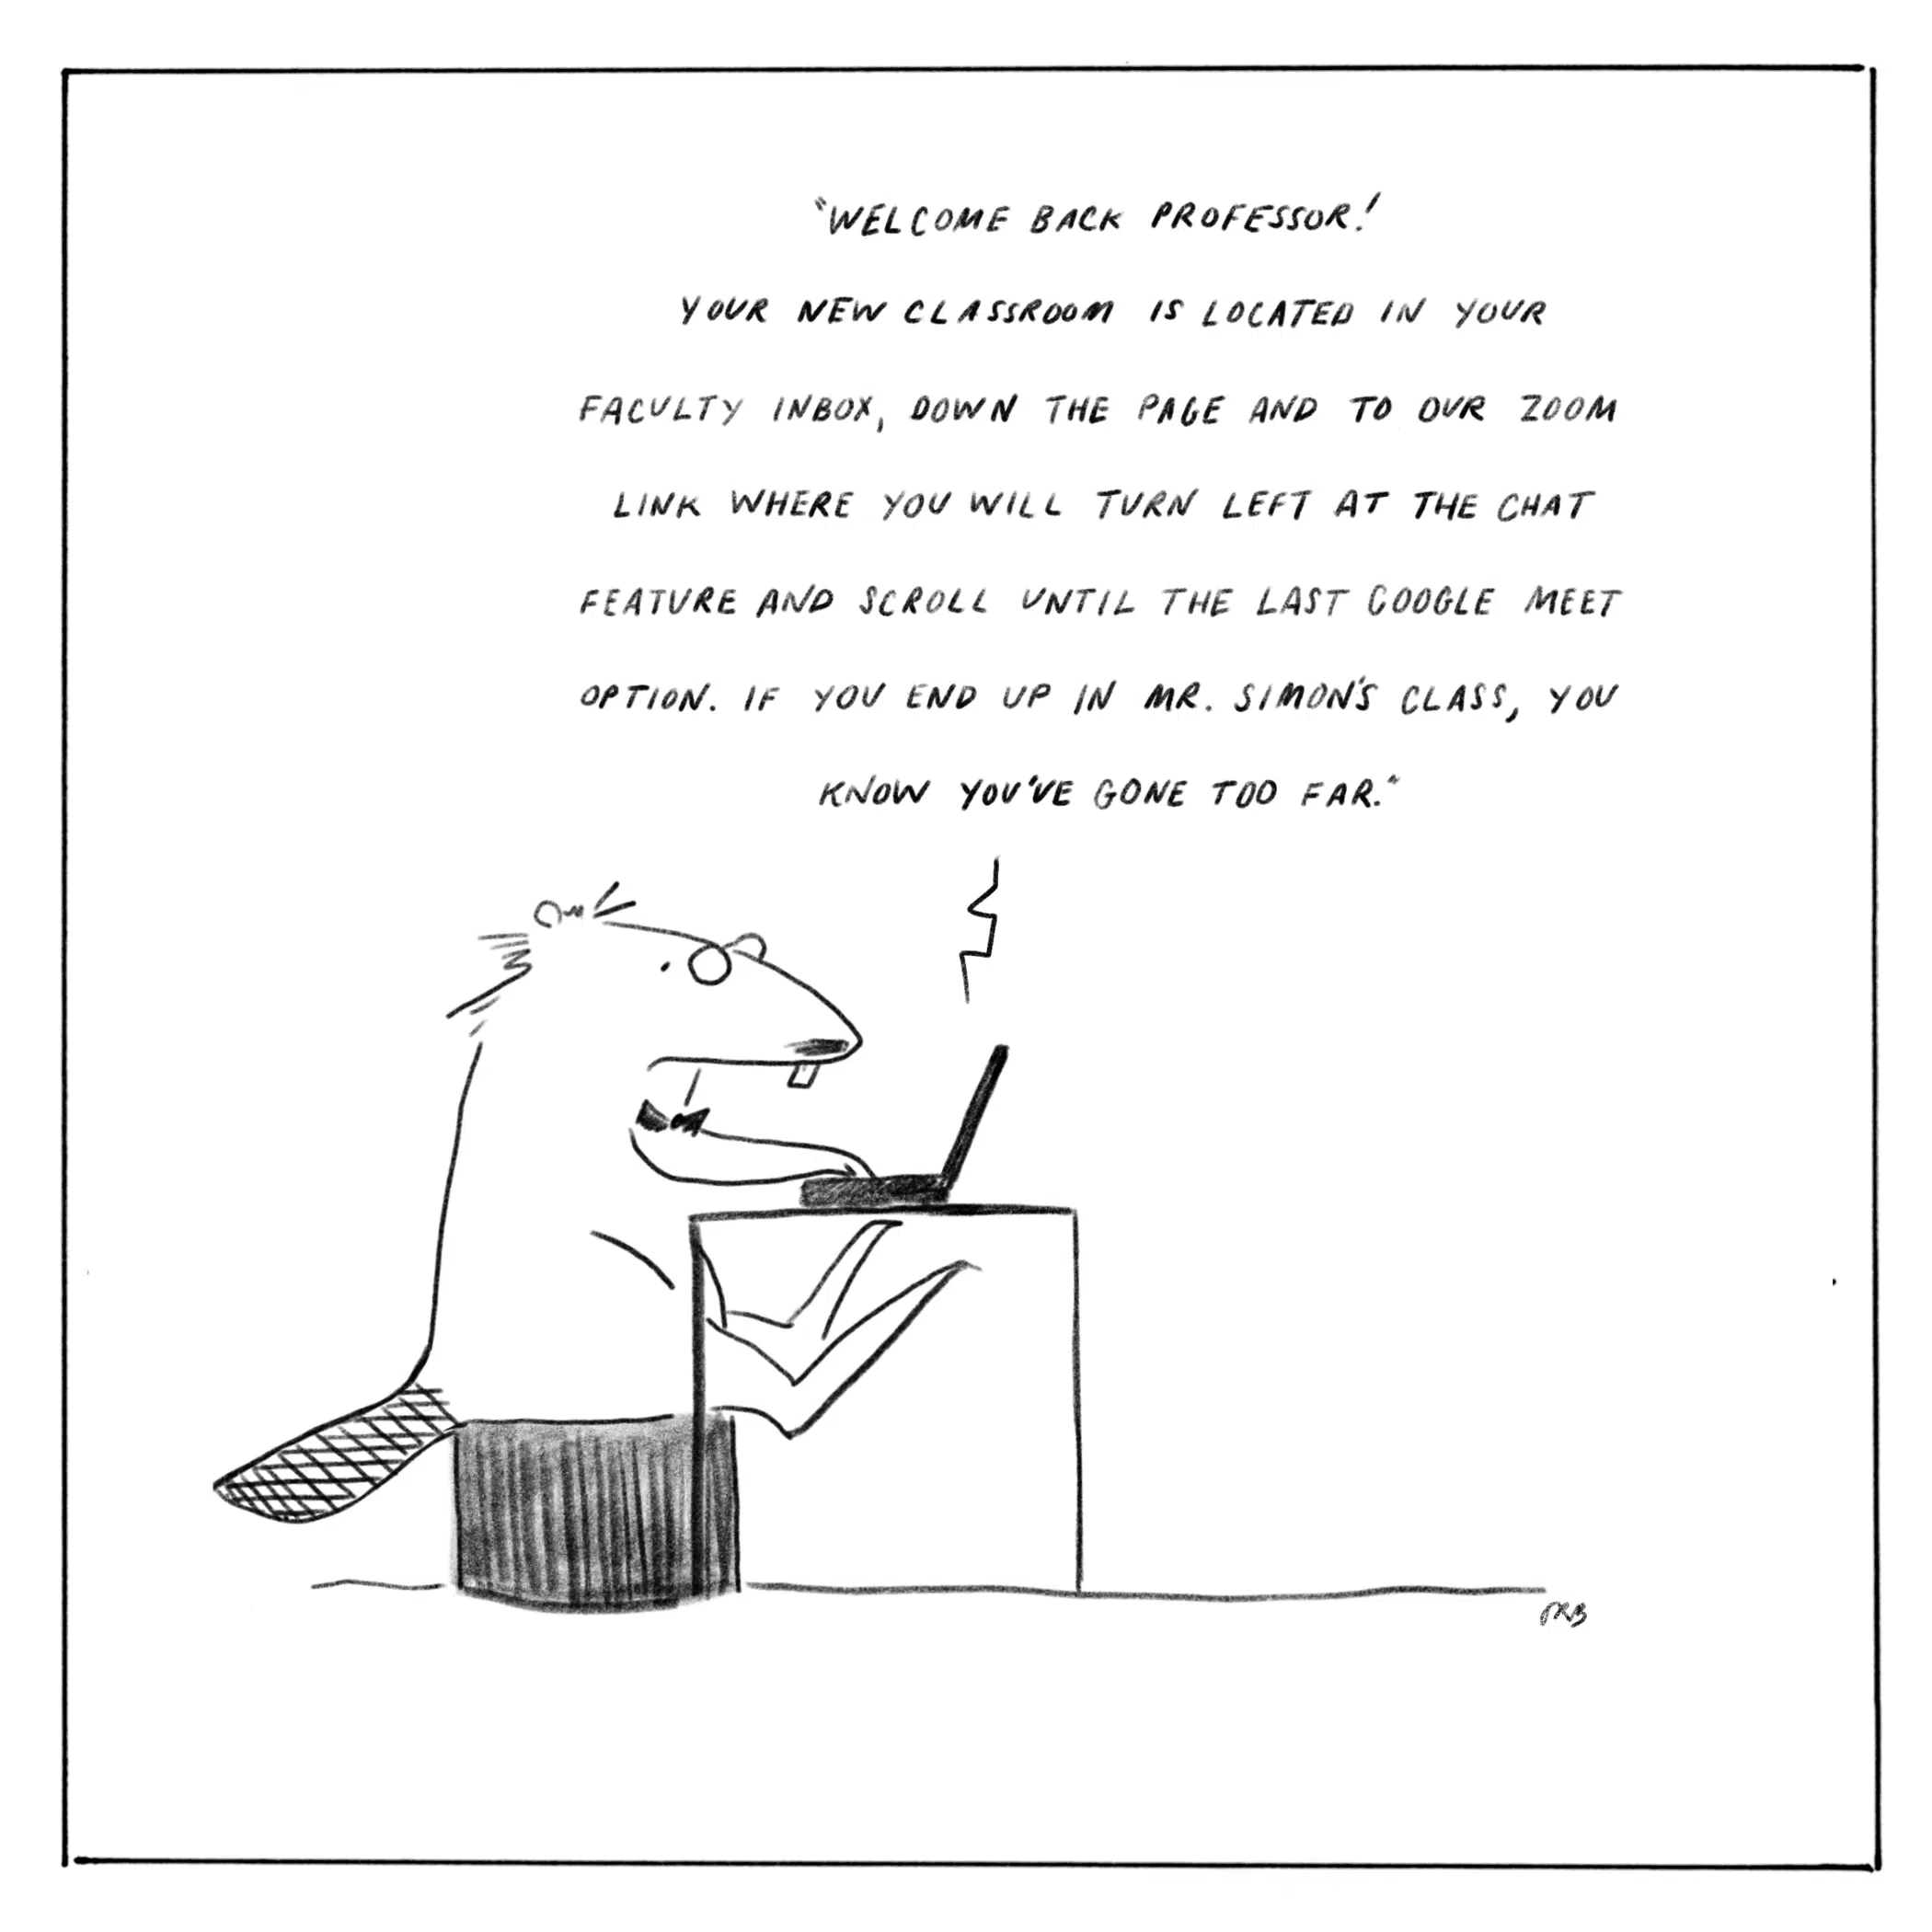 "WELCOME BACK PROFESSOR!
YOUR NEW CLASSROOM IS LOCATED IN YOUR
FACULTY INBOX, DOWN THE PAGE AND TO OUR ZOOM
LINK WHERE YOU WILL TURN LEFT AT THE CHAT
FEATURE AND SCROLL UNTIL THE LAST GOOGLE MEET
OPTION. IF YOU END UP IN MR. SIMON'S CLASS, YOU
KNOW YOU'VE GONE TOO FAR."